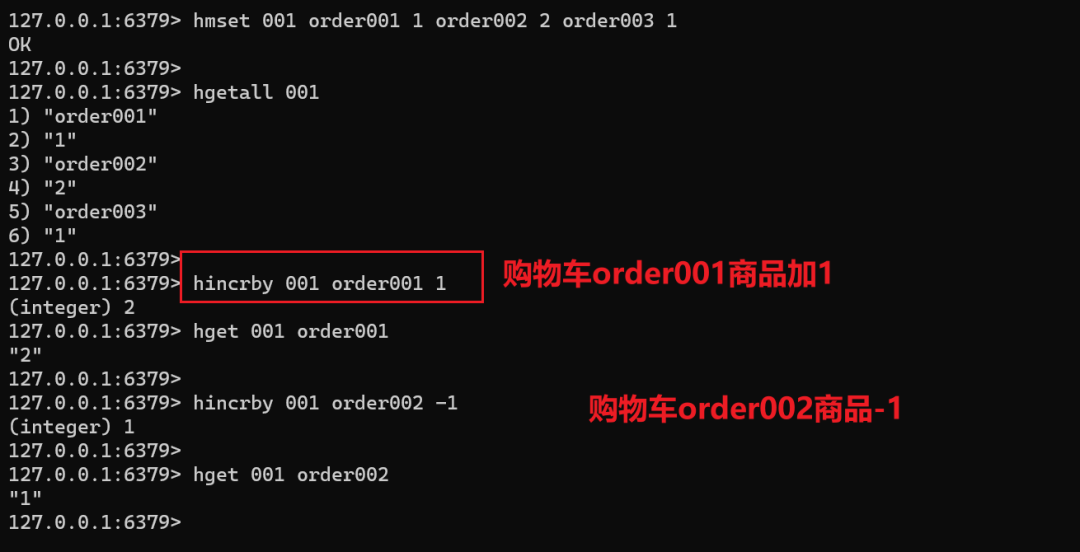 127.0.0.1:6379> hmset 001 order001 1 order002 2 order003 1
OK
127.0.0.1:6379>
127.0.0.1:6379> hgetall 001
1) "order001"
2) "1"
3) "order002"
4) "2"
5) "order003"
6) "1"
127.0.0.1:6379>
127.0.0.1:6379> hincrby 001 order001 1
购物车order001商品加1
(integer) 2
127.0.0.1:6379> hget 001 order001
"2"
127.0.0.1:6379>
127.0.0.1:6379> hincrby 001 order002 -1
购物车order002商品-1
(integer) 1
127.0.0.1:6379>
127.0.0.1:6379> hget 001 order002
"1"
127.0.0.1:6379>